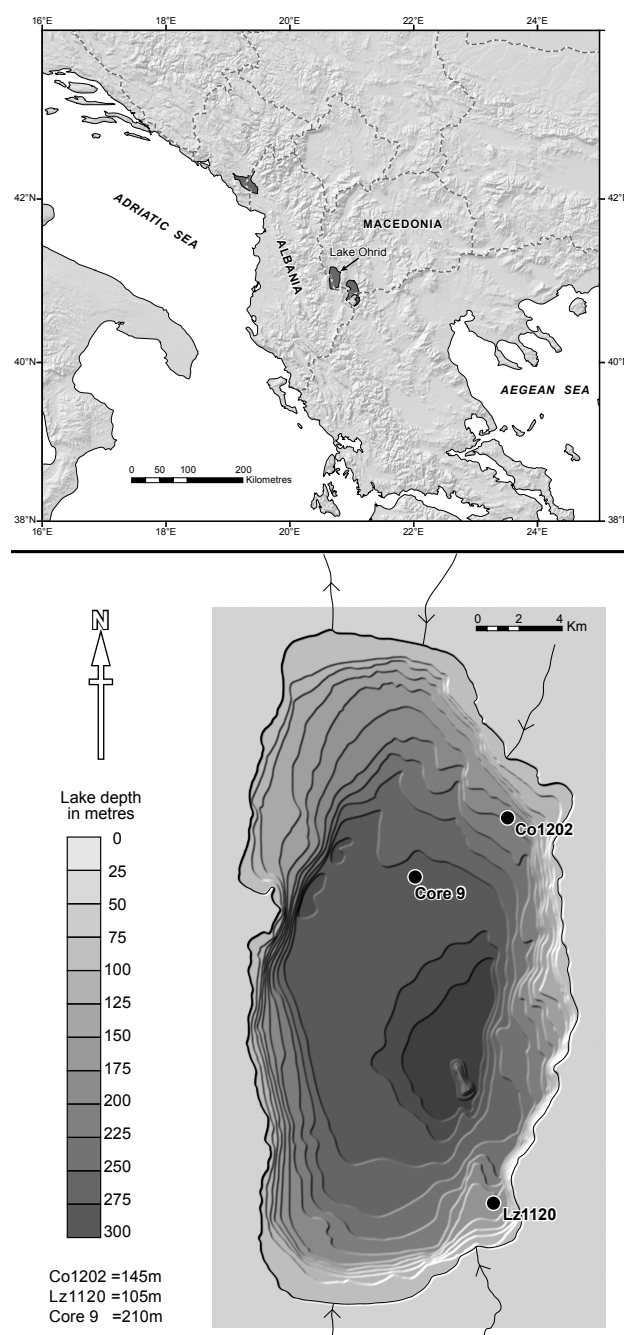 16°E 18°E 20°E 22°E 24°E
42°N 42°N
ADRIATIC SEA
MACEDONIA
Lake Ohrid
ALBANIA
40°N 40°N
AEGEAN SEA
0 50 100 200
Kilometres
38°N 38°N
16°E 18°E 20°E 22°E 24°E
N
0 2 4
Km
Lake depth
in metres
0
25
50
75
100
125
150
175
200
225
250
275
300
Co1202
Core 9
Lz1120
Co1202 =145m
Lz1120 =105m
Core 9 =210m